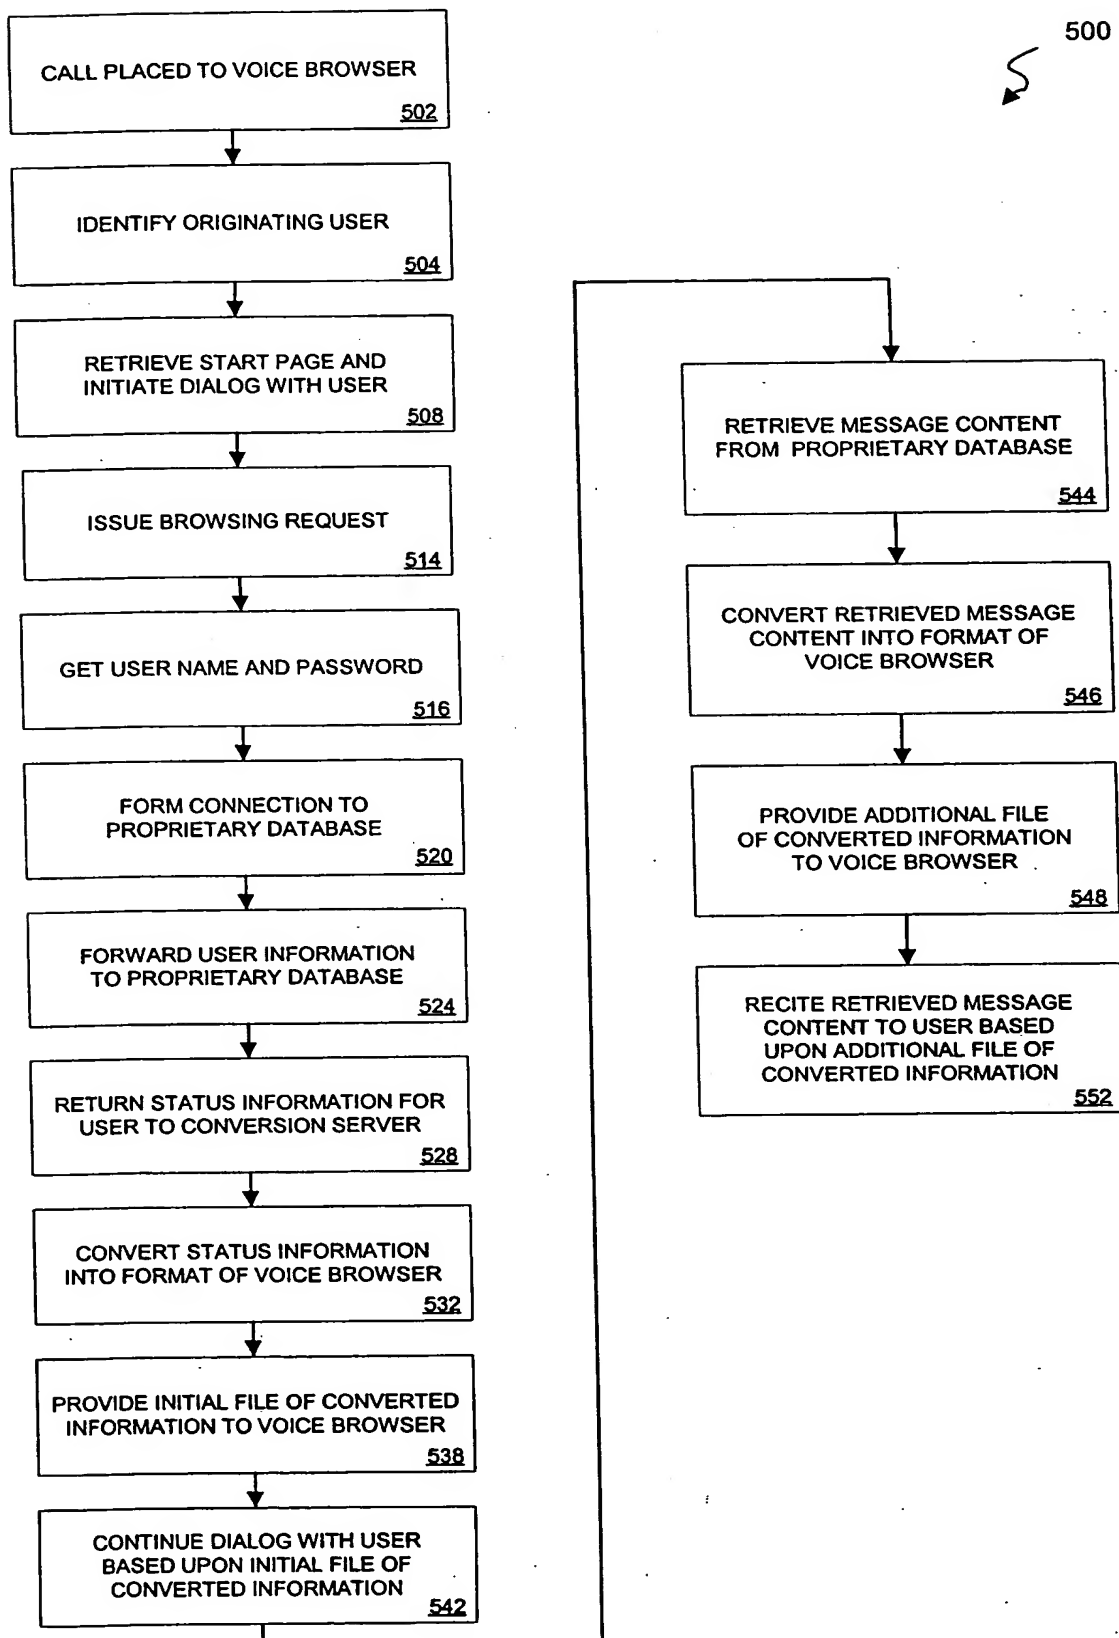 500
CALL PLACED TO VOICE BROWSER
502
IDENTIFY ORIGINATING USER
504
RETRIEVE START PAGE AND
INITIATE DIALOG WITH USER
508
ISSUE BROWSING REQUEST
514
GET USER NAME AND PASSWORD
516
FORM CONNECTION TO
PROPRIETARY DATABASE
520
FORWARD USER INFORMATION
TO PROPRIETARY DATABASE
524
RETURN STATUS INFORMATION FOR
USER TO CONVERSION SERVER
528
CONVERT STATUS INFORMATION
INTO FORMAT OF VOICE BROWSER
532
PROVIDE INITIAL FILE OF CONVERTED
INFORMATION TO VOICE BROWSER
538
CONTINUE DIALOG WITH USER
BASED UPON INITIAL FILE OF
CONVERTED INFORMATION
542
RETRIEVE MESSAGE CONTENT
FROM PROPRIETARY DATABASE
544
CONVERT RETRIEVED MESSAGE
CONTENT INTO FORMAT OF
VOICE BROWSER
546
PROVIDE ADDITIONAL FILE
OF CONVERTED INFORMATION
TO VOICE BROWSER
548
RECITE RETRIEVED MESSAGE
CONTENT TO USER BASED
UPON ADDITIONAL FILE OF
CONVERTED INFORMATION
552